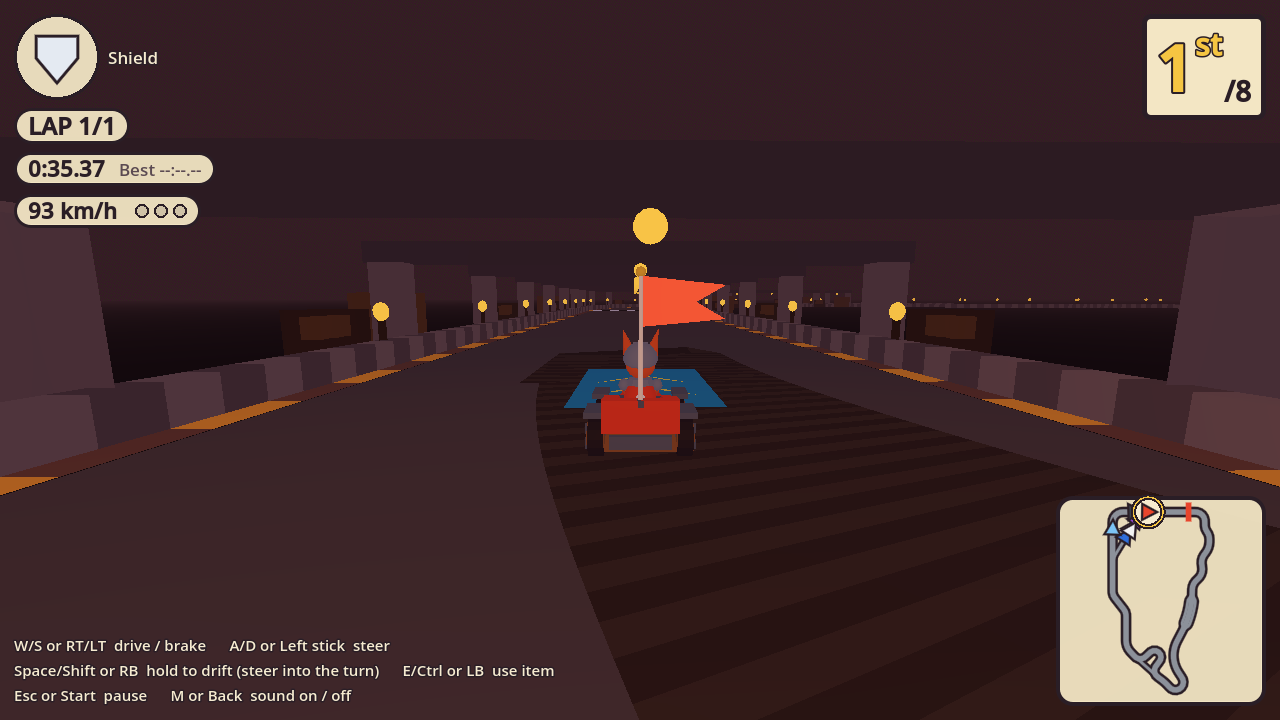 Shield
1st
/8
LAP 1/1
0:35.37 Best --:--.--
93 km/h
W/S or RT/LT drive / brake A/D or Left stick steer
Space/Shift or RB hold to drift (steer into the turn) E/Ctrl or LB use item
Esc or Start pause M or Back sound on / off